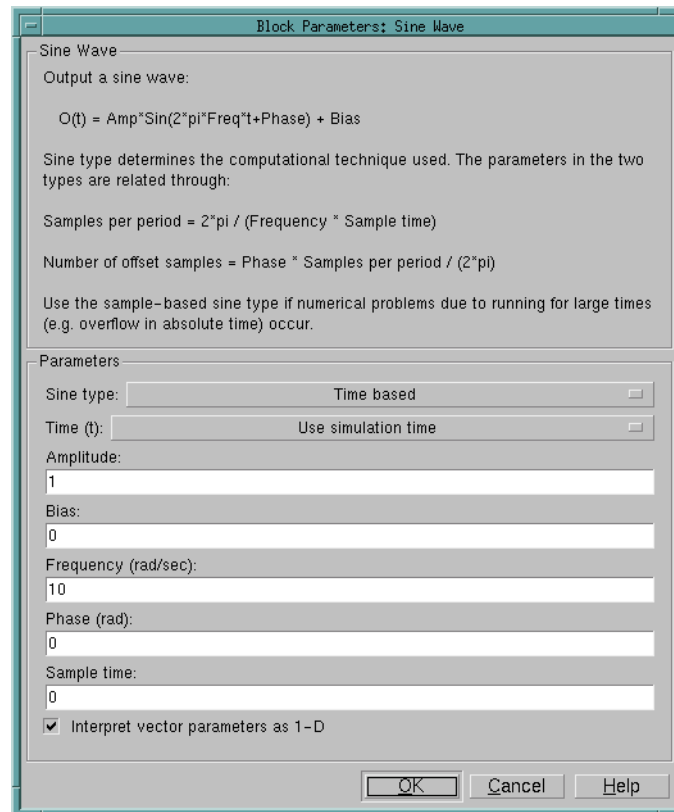 Block Parameters: Sine Wave
Sine Wave
Output a sine wave:
O(t) = Amp*Sin(2*pi*Freq*t+Phase) + Bias
Sine type determines the computational technique used. The parameters in the two
types are related through:
Samples per period = 2*pi / (Frequency * Sample time)
Number of offset samples = Phase * Samples per period / (2*pi)
Use the sample-based sine type if numerical problems due to running for large times
(e.g. overflow in absolute time) occur.
Parameters
Sine type: Time based
Time (t): Use simulation time
Amplitude:
1
Bias:
0
Frequency (rad/sec):
10
Phase (rad):
0
Sample time:
0
Interpret vector parameters as 1-D
OK Cancel Help